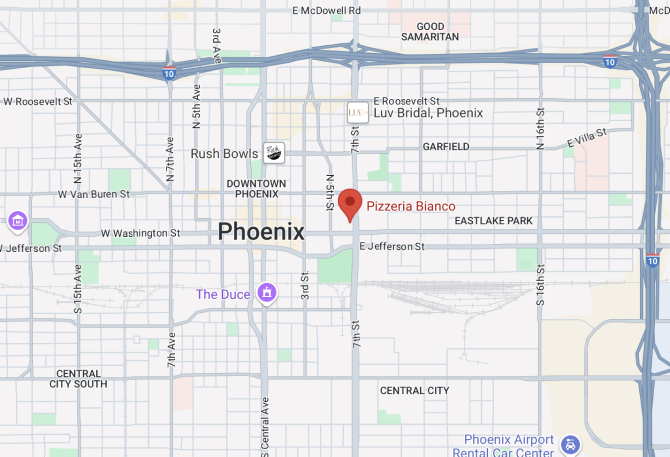 E McDowell Rd
McD
GOOD
SAMARITAN
3rd Ave
10
10
W Roosevelt St
N 5th Ave
E Roosevelt St
LUV
Luv Bridal, Phoenix
N 15th Ave
N 7th Ave
7th St
N 16th St
E Villa St
Rush Bowls
GARFIELD
DOWNTOWN
PHOENIX
N 5th St
W Van Buren St
Pizzeria Bianco
EASTLAKE PARK
W Washington St
Phoenix
W Jefferson St
E Jefferson St
10
S 15th Ave
The Duce
3rd St
S 16th St
7th Ave
7th St
CENTRAL
CITY SOUTH
CENTRAL CITY
S Central Ave
Phoenix Airport
Rental Car Center